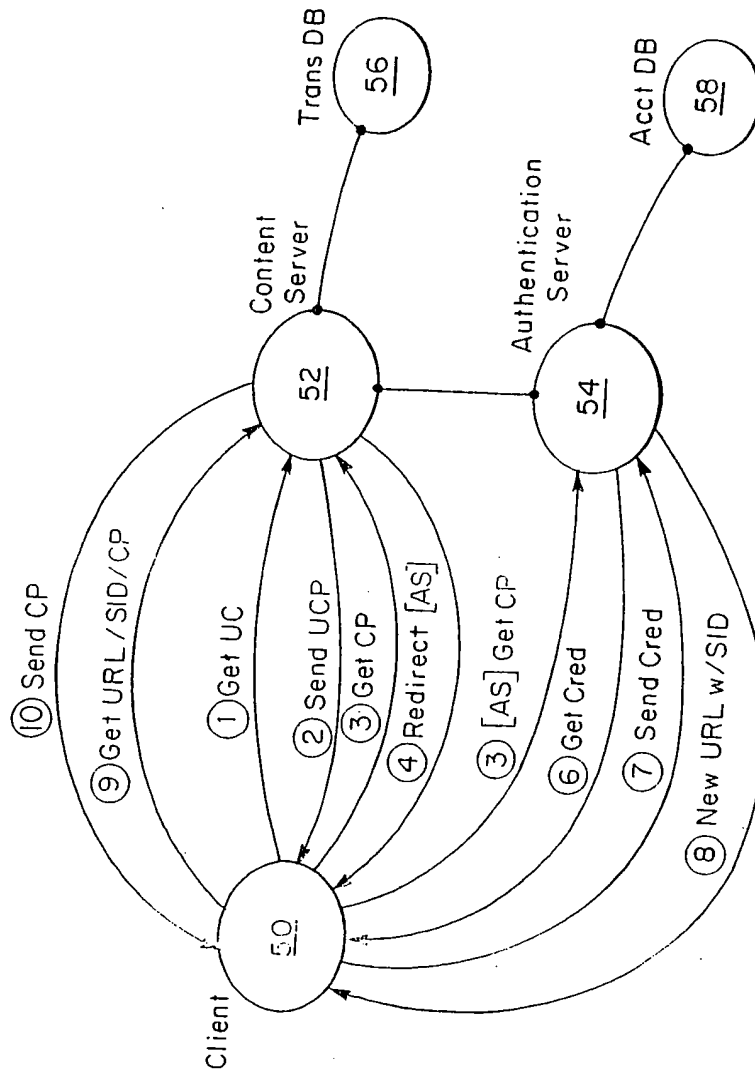 Client
50
⑩ Send CP
⑨ Get URL/SID/CP
① Get UC
② Send UCP
③ Get CP
④ Redirect [AS]
③ [AS] Get CP
⑥ Get Cred
⑦ Send Cred
⑧ New URL w/SID
Content
Server
52
Authentication
Server
54
Trans DB
56
Acct DB
58